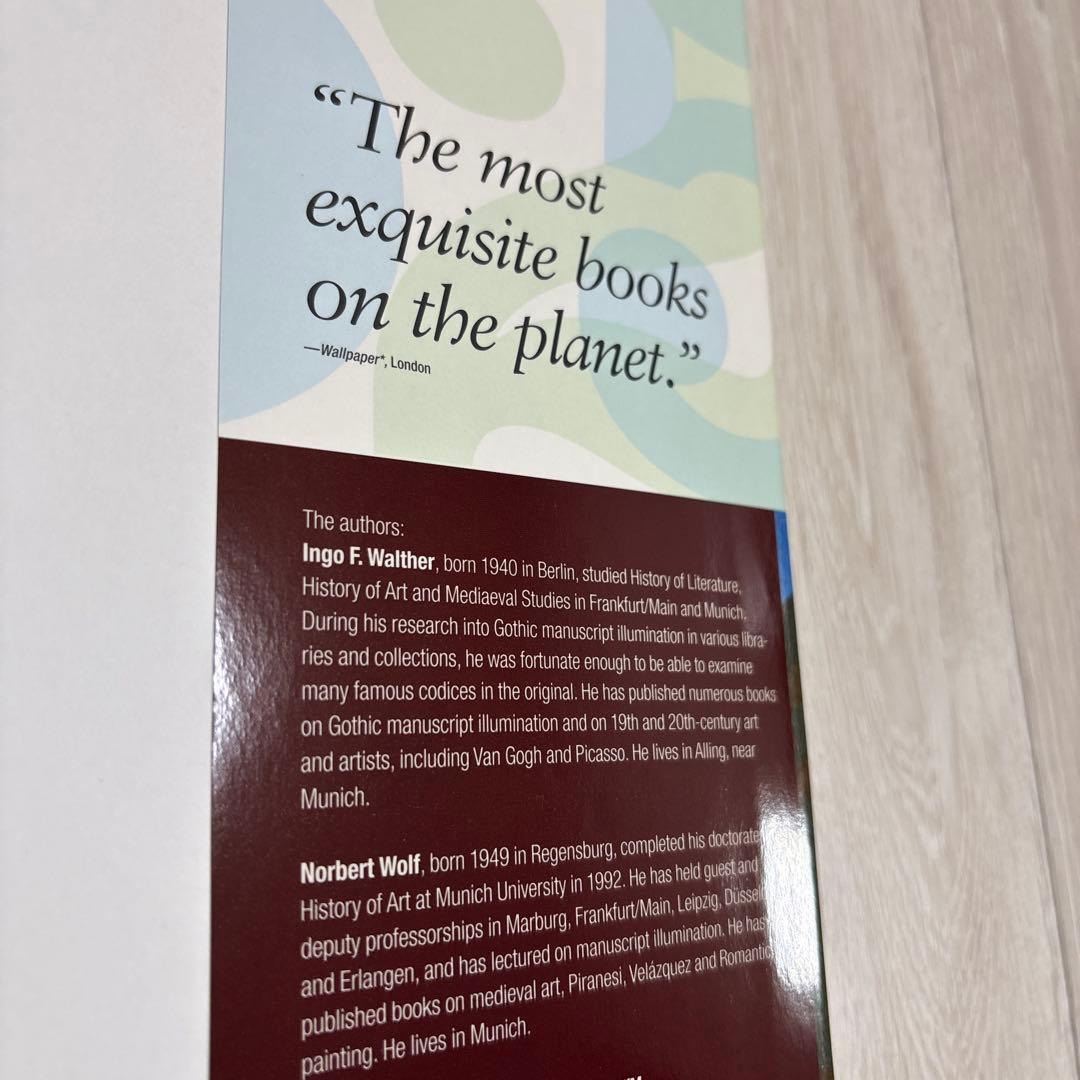 “The most
exquisite books
on the planet.”
—Wallpaper*, London
The authors:
Ingo F. Walther, born 1940 in Berlin, studied History of Literature,
History of Art and Mediaeval Studies in Frankfurt/Main and Munich.
During his research into Gothic manuscript illumination in various libra-
ries and collections, he was fortunate enough to be able to examine
many famous codices in the original. He has published numerous books
on Gothic manuscript illumination and on 19th and 20th-century art
and artists, including Van Gogh and Picasso. He lives in Alling, near
Munich.
Norbert Wolf, born 1949 in Regensburg, completed his doctorate
History of Art at Munich University in 1992. He has held guest and
deputy professorships in Marburg, Frankfurt/Main, Leipzig, Düssel
and Erlangen, and has lectured on manuscript illumination. He has
published books on medieval art, Piranesi, Velázquez and Romantic
painting. He lives in Munich.